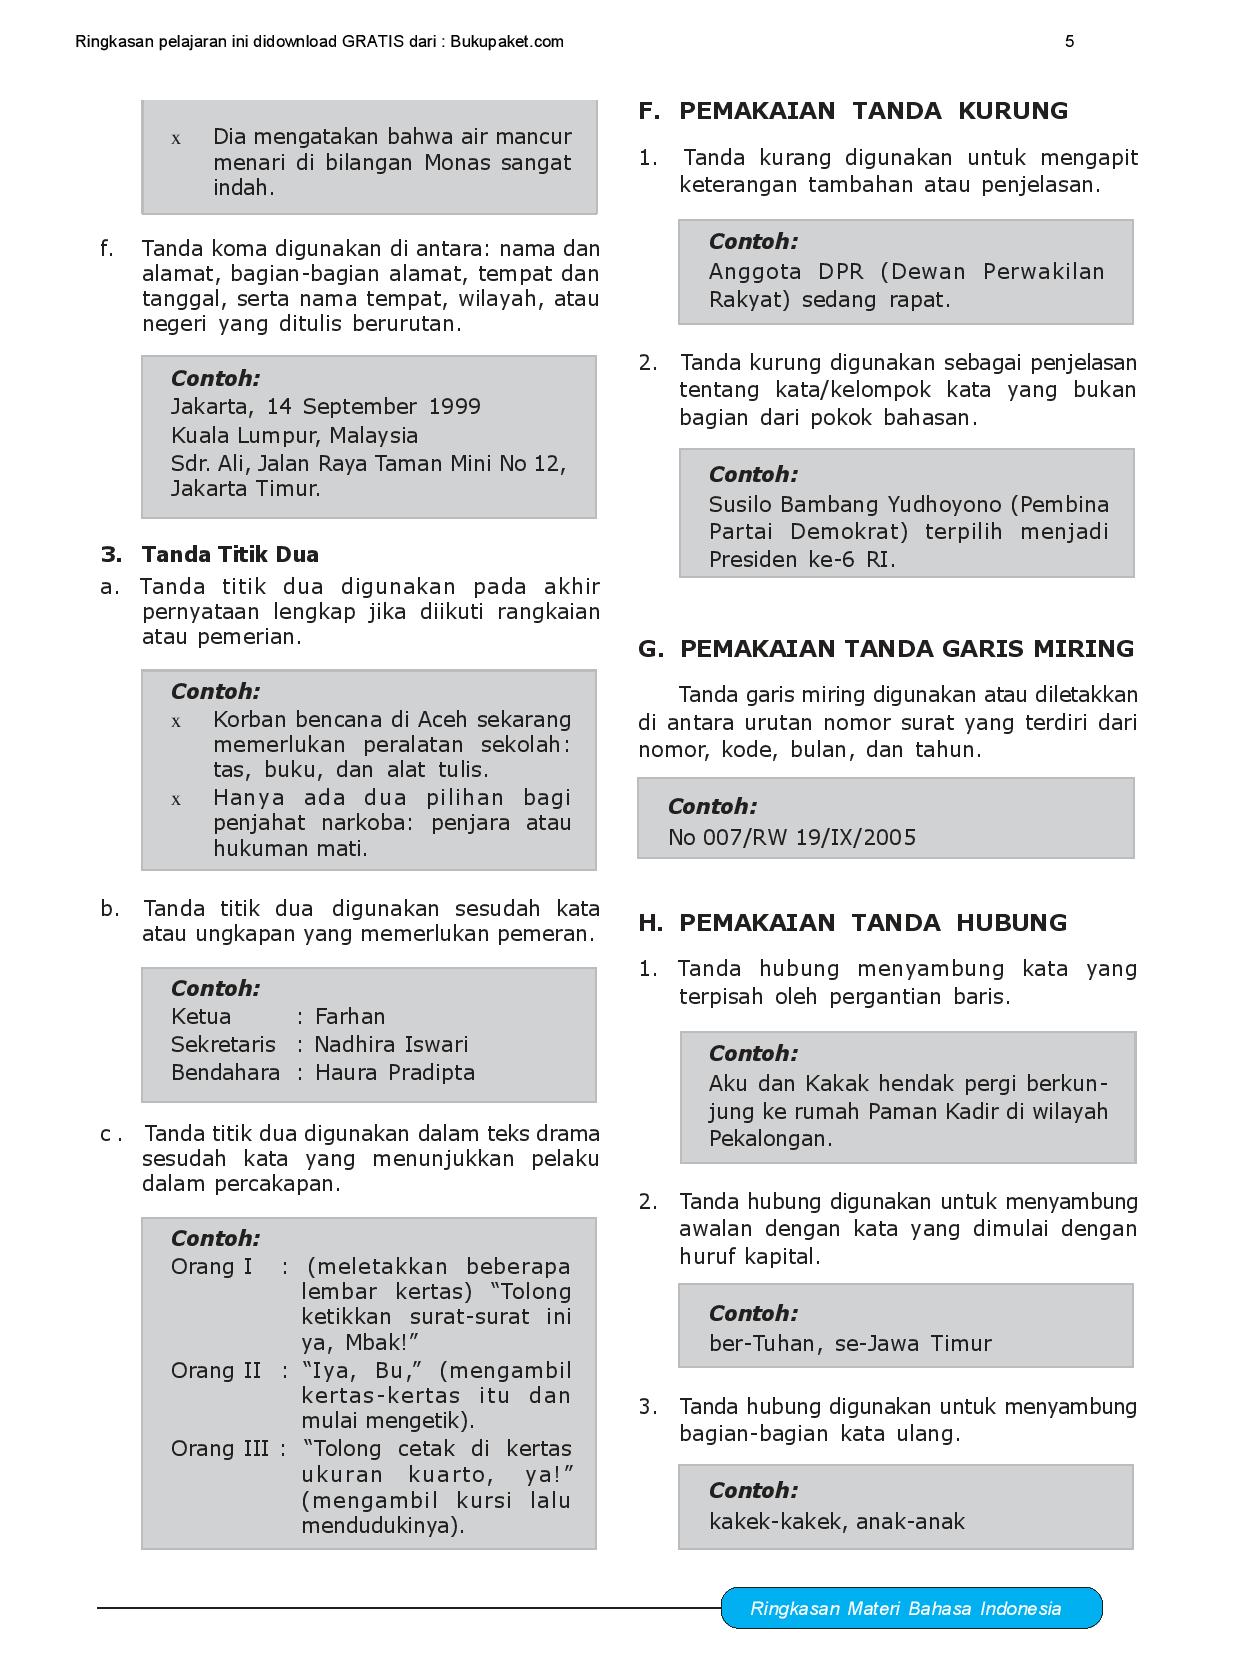 Ringkasan pelajaran ini didownload GRATIS dari : Bukupaket.com 5
x Dia mengatakan bahwa air mancur
menari di bilangan Monas sangat
indah.
f. Tanda koma digunakan di antara: nama dan
alamat, bagian-bagian alamat, tempat dan
tanggal, serta nama tempat, wilayah, atau
negeri yang ditulis berurutan.
Contoh:
Jakarta, 14 September 1999
Kuala Lumpur, Malaysia
Sdr. Ali, Jalan Raya Taman Mini No 12,
Jakarta Timur.
3. Tanda Titik Dua
a. Tanda titik dua digunakan pada akhir
pernyataan lengkap jika diikuti rangkaian
atau pemerian.
Contoh:
x Korban bencana di Aceh sekarang
memerlukan peralatan sekolah:
tas, buku, dan alat tulis.
x Hanya ada dua pilihan bagi
penjahat narkoba: penjara atau
hukuman mati.
b. Tanda titik dua digunakan sesudah kata
atau ungkapan yang memerlukan pemeran.
Contoh:
Ketua : Farhan
Sekretaris : Nadhira Iswari
Bendahara : Haura Pradipta
c . Tanda titik dua digunakan dalam teks drama
sesudah kata yang menunjukkan pelaku
dalam percakapan.
Contoh:
Orang I : (meletakkan beberapa
lembar kertas) “Tolong
ketikkan surat-surat ini
ya, Mbak!”
Orang II : “Iya, Bu,” (mengambil
kertas-kertas itu dan
mulai mengetik).
Orang III : “Tolong cetak di kertas
ukuran kuarto, ya!”
(mengambil kursi lalu
mendudukinya).
F. PEMAKAIAN TANDA KURUNG
1. Tanda kurang digunakan untuk mengapit
keterangan tambahan atau penjelasan.
Contoh:
Anggota DPR (Dewan Perwakilan
Rakyat) sedang rapat.
2. Tanda kurung digunakan sebagai penjelasan
tentang kata/kelompok kata yang bukan
bagian dari pokok bahasan.
Contoh:
Susilo Bambang Yudhoyono (Pembina
Partai Demokrat) terpilih menjadi
Presiden ke-6 RI.
G. PEMAKAIAN TANDA GARIS MIRING
Tanda garis miring digunakan atau diletakkan
di antara urutan nomor surat yang terdiri dari
nomor, kode, bulan, dan tahun.
Contoh:
No 007/RW 19/IX/2005
H. PEMAKAIAN TANDA HUBUNG
1. Tanda hubung menyambung kata yang
terpisah oleh pergantian baris.
Contoh:
Aku dan Kakak hendak pergi berkun-
jung ke rumah Paman Kadir di wilayah
Pekalongan.
2. Tanda hubung digunakan untuk menyambung
awalan dengan kata yang dimulai dengan
huruf kapital.
Contoh:
ber-Tuhan, se-Jawa Timur
3. Tanda hubung digunakan untuk menyambung
bagian-bagian kata ulang.
Contoh:
kakek-kakek, anak-anak
Ringkasan Materi Bahasa Indonesia